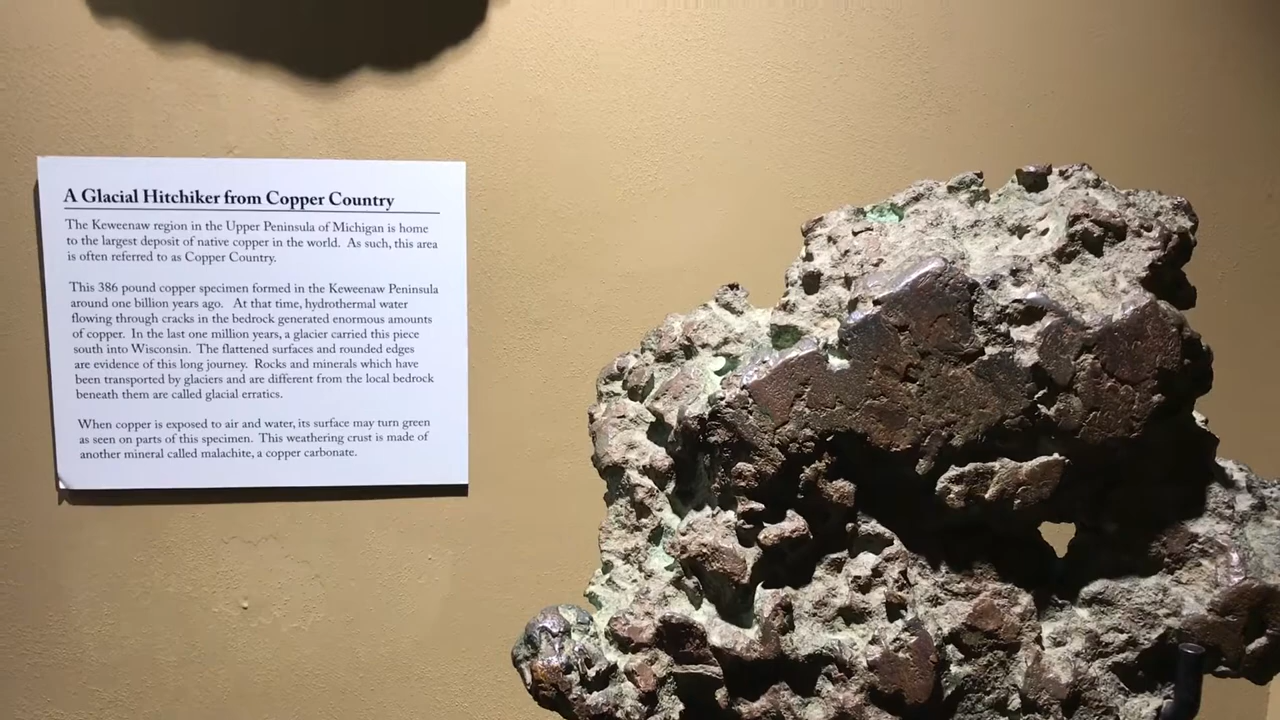 A Glacial Hitchiker from Copper Country
The Keweenaw region in the Upper Peninsula of Michigan is home
to the largest deposit of native copper in the world. As such, this area
is often referred to as Copper Country.
This 386 pound copper specimen formed in the Keweenaw Peninsula
around one billion years ago. At that time, hydrothermal water
flowing through cracks in the bedrock generated enormous amounts
of copper. In the last one million years, a glacier carried this piece
south into Wisconsin. The flattened surfaces and rounded edges
are evidence of this long journey. Rocks and minerals which have
been transported by glaciers and are different from the local bedrock
beneath them are called glacial erratics.
When copper is exposed to air and water, its surface may turn green
as seen on parts of this specimen. This weathering crust is made of
another mineral called malachite, a copper carbonate.